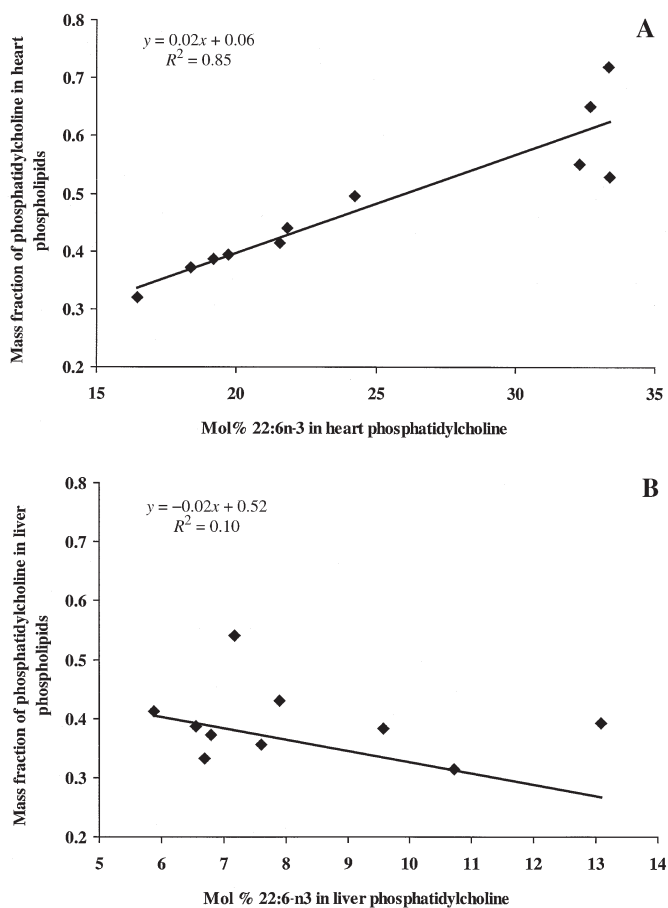 A
y = 0.02x + 0.06
R² = 0.85
Mass fraction of phosphatidylcholine in heart
phospholipids
0.8
0.7
0.6
0.5
0.4
0.3
0.2
15 20 25 30 35
Mol% 22:6n-3 in heart phosphatidylcholine
B
y = −0.02x + 0.52
R² = 0.10
Mass fraction of phosphatidylcholine in liver
phospholipids
0.8
0.7
0.6
0.5
0.4
0.3
0.2
5 6 7 8 9 10 11 12 13 14
Mol % 22:6-n3 in liver phosphatidylcholine